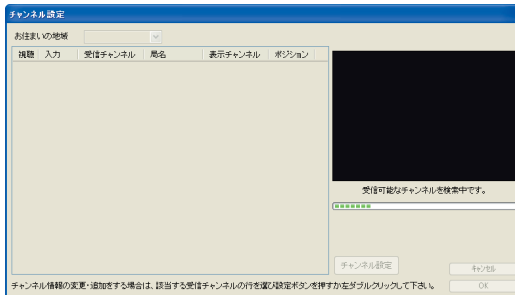 チャンネル設定
お住まいの地域
視聴 入力 受信チャンネル 局名 表示チャンネル ポジション
受信可能なチャンネルを検索中です。
チャンネル設定
キャンセル
チャンネル情報の変更・追加をする場合は、該当する受信チャンネルの行を選び設定ボタンを押すか左ダブルクリックして下さい。
OK